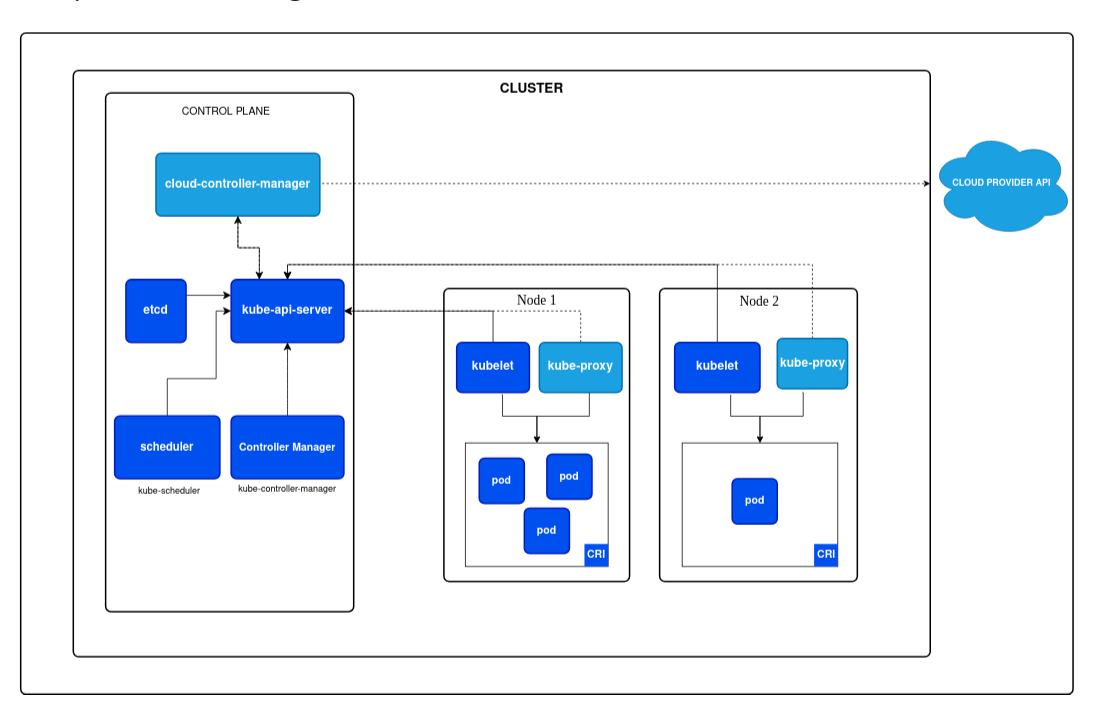 CLUSTER
CONTROL PLANE
cloud-controller-manager
CLOUD PROVIDER API
etcd
kube-api-server
Node 1
Node 2
kubelet
kube-proxy
kubelet
kube-proxy
scheduler
Controller Manager
kube-scheduler
kube-controller-manager
pod
pod
pod
CRI
pod
CRI